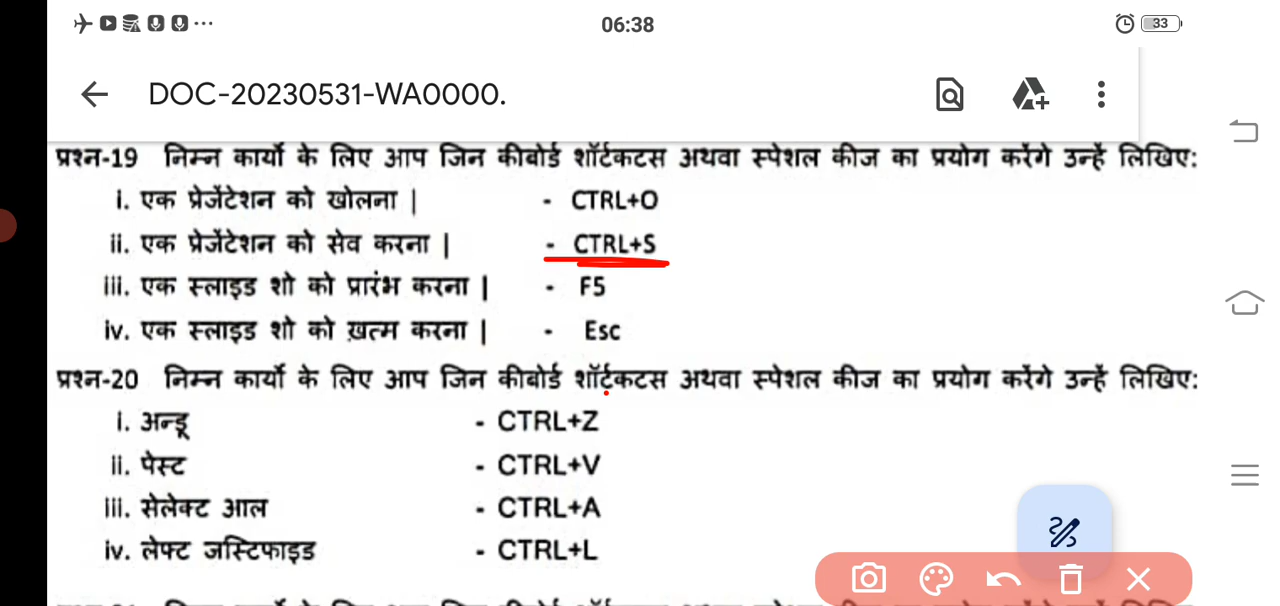 06:38
33
DOC-20230531-WA0000.
प्रश्न-19 निम्न कार्यो के लिए आप जिन कीबोर्ड शॉर्टकटस अथवा स्पेशल कीज का प्रयोग करेंगे उन्हें लिखिए:
i. एक प्रेजेंटेशन को खोलना | - CTRL+O
ii. एक प्रेजेंटेशन को सेव करना | - CTRL+S
iii. एक स्लाइड शो को प्रारंभ करना | - F5
iv. एक स्लाइड शो को ख़त्म करना | - Esc
प्रश्न-20 निम्न कार्यो के लिए आप जिन कीबोर्ड शॉर्टकटस अथवा स्पेशल कीज का प्रयोग करेंगे उन्हें लिखिए:
i. अन्डू - CTRL+Z
ii. पेस्ट - CTRL+V
iii. सेलेक्ट आल - CTRL+A
iv. लेफ्ट जस्टिफाइड - CTRL+L